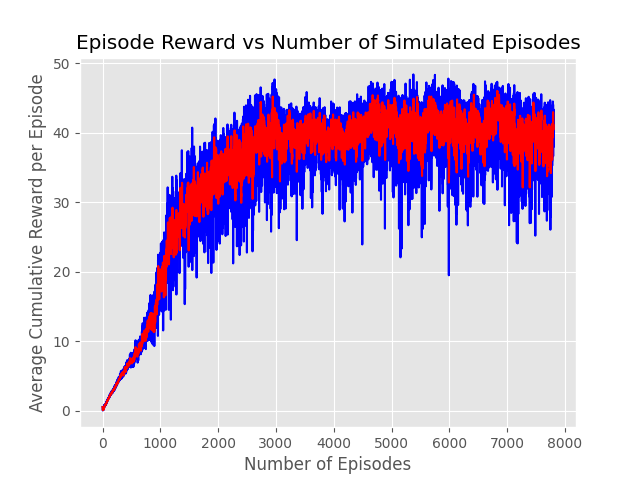 Episode Reward vs Number of Simulated Episodes
Average Cumulative Reward per Episode
50
40
30
20
10
0
0 1000 2000 3000 4000 5000 6000 7000 8000
Number of Episodes